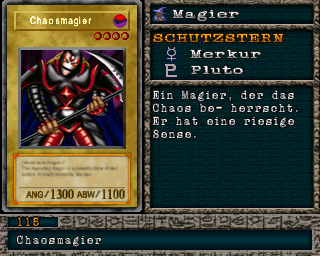 Chaosmagier
ANG/1300 ABW/1100
Magier
SCHUTZSTERN
Merkur
Pluto
Ein Magier, der das
Chaos be- herrscht.
Er hat eine riesige
Sense.
115
Chaosmagier